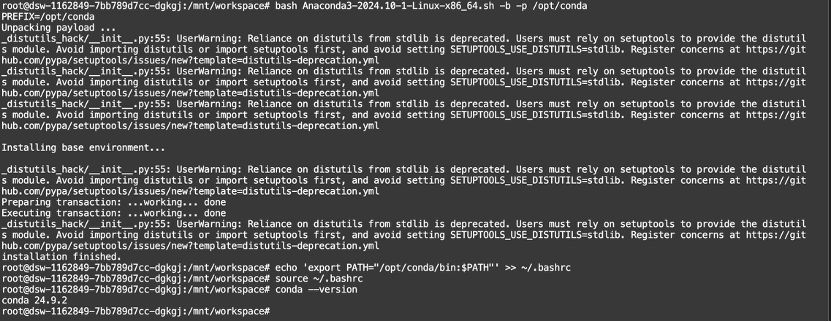 root@dsw-1162849-7bb789d7cc-dgkgj:/mnt/workspace# bash Anaconda3-2024.10-1-Linux-x86_64.sh -b -p /opt/conda
PREFIX=/opt/conda
Unpacking payload ...
_distutils_hack/__init__.py:55: UserWarning: Reliance on distutils from stdlib is deprecated. Users must rely on setuptools to provide the distutil
s module. Avoid importing distutils or import setuptools first, and avoid setting SETUPTOOLS_USE_DISTUTILS=stdlib. Register concerns at https://git
hub.com/pypa/setuptools/issues/new?template=distutils-deprecation.yml
_distutils_hack/__init__.py:55: UserWarning: Reliance on distutils from stdlib is deprecated. Users must rely on setuptools to provide the distutil
s module. Avoid importing distutils or import setuptools first, and avoid setting SETUPTOOLS_USE_DISTUTILS=stdlib. Register concerns at https://git
hub.com/pypa/setuptools/issues/new?template=distutils-deprecation.yml
_distutils_hack/__init__.py:55: UserWarning: Reliance on distutils from stdlib is deprecated. Users must rely on setuptools to provide the distutil
s module. Avoid importing distutils or import setuptools first, and avoid setting SETUPTOOLS_USE_DISTUTILS=stdlib. Register concerns at https://git
hub.com/pypa/setuptools/issues/new?template=distutils-deprecation.yml
Installing base environment...
_distutils_hack/__init__.py:55: UserWarning: Reliance on distutils from stdlib is deprecated. Users must rely on setuptools to provide the distutil
s module. Avoid importing distutils or import setuptools first, and avoid setting SETUPTOOLS_USE_DISTUTILS=stdlib. Register concerns at https://git
hub.com/pypa/setuptools/issues/new?template=distutils-deprecation.yml
Preparing transaction: ...working... done
Executing transaction: ...working... done
_distutils_hack/__init__.py:55: UserWarning: Reliance on distutils from stdlib is deprecated. Users must rely on setuptools to provide the distutil
s module. Avoid importing distutils or import setuptools first, and avoid setting SETUPTOOLS_USE_DISTUTILS=stdlib. Register concerns at https://git
hub.com/pypa/setuptools/issues/new?template=distutils-deprecation.yml
installation finished.
root@dsw-1162849-7bb789d7cc-dgkgj:/mnt/workspace# echo 'export PATH="/opt/conda/bin:$PATH"' >> ~/.bashrc
root@dsw-1162849-7bb789d7cc-dgkgj:/mnt/workspace# source ~/.bashrc
root@dsw-1162849-7bb789d7cc-dgkgj:/mnt/workspace# conda --version
conda 24.9.2
root@dsw-1162849-7bb789d7cc-dgkgj:/mnt/workspace#